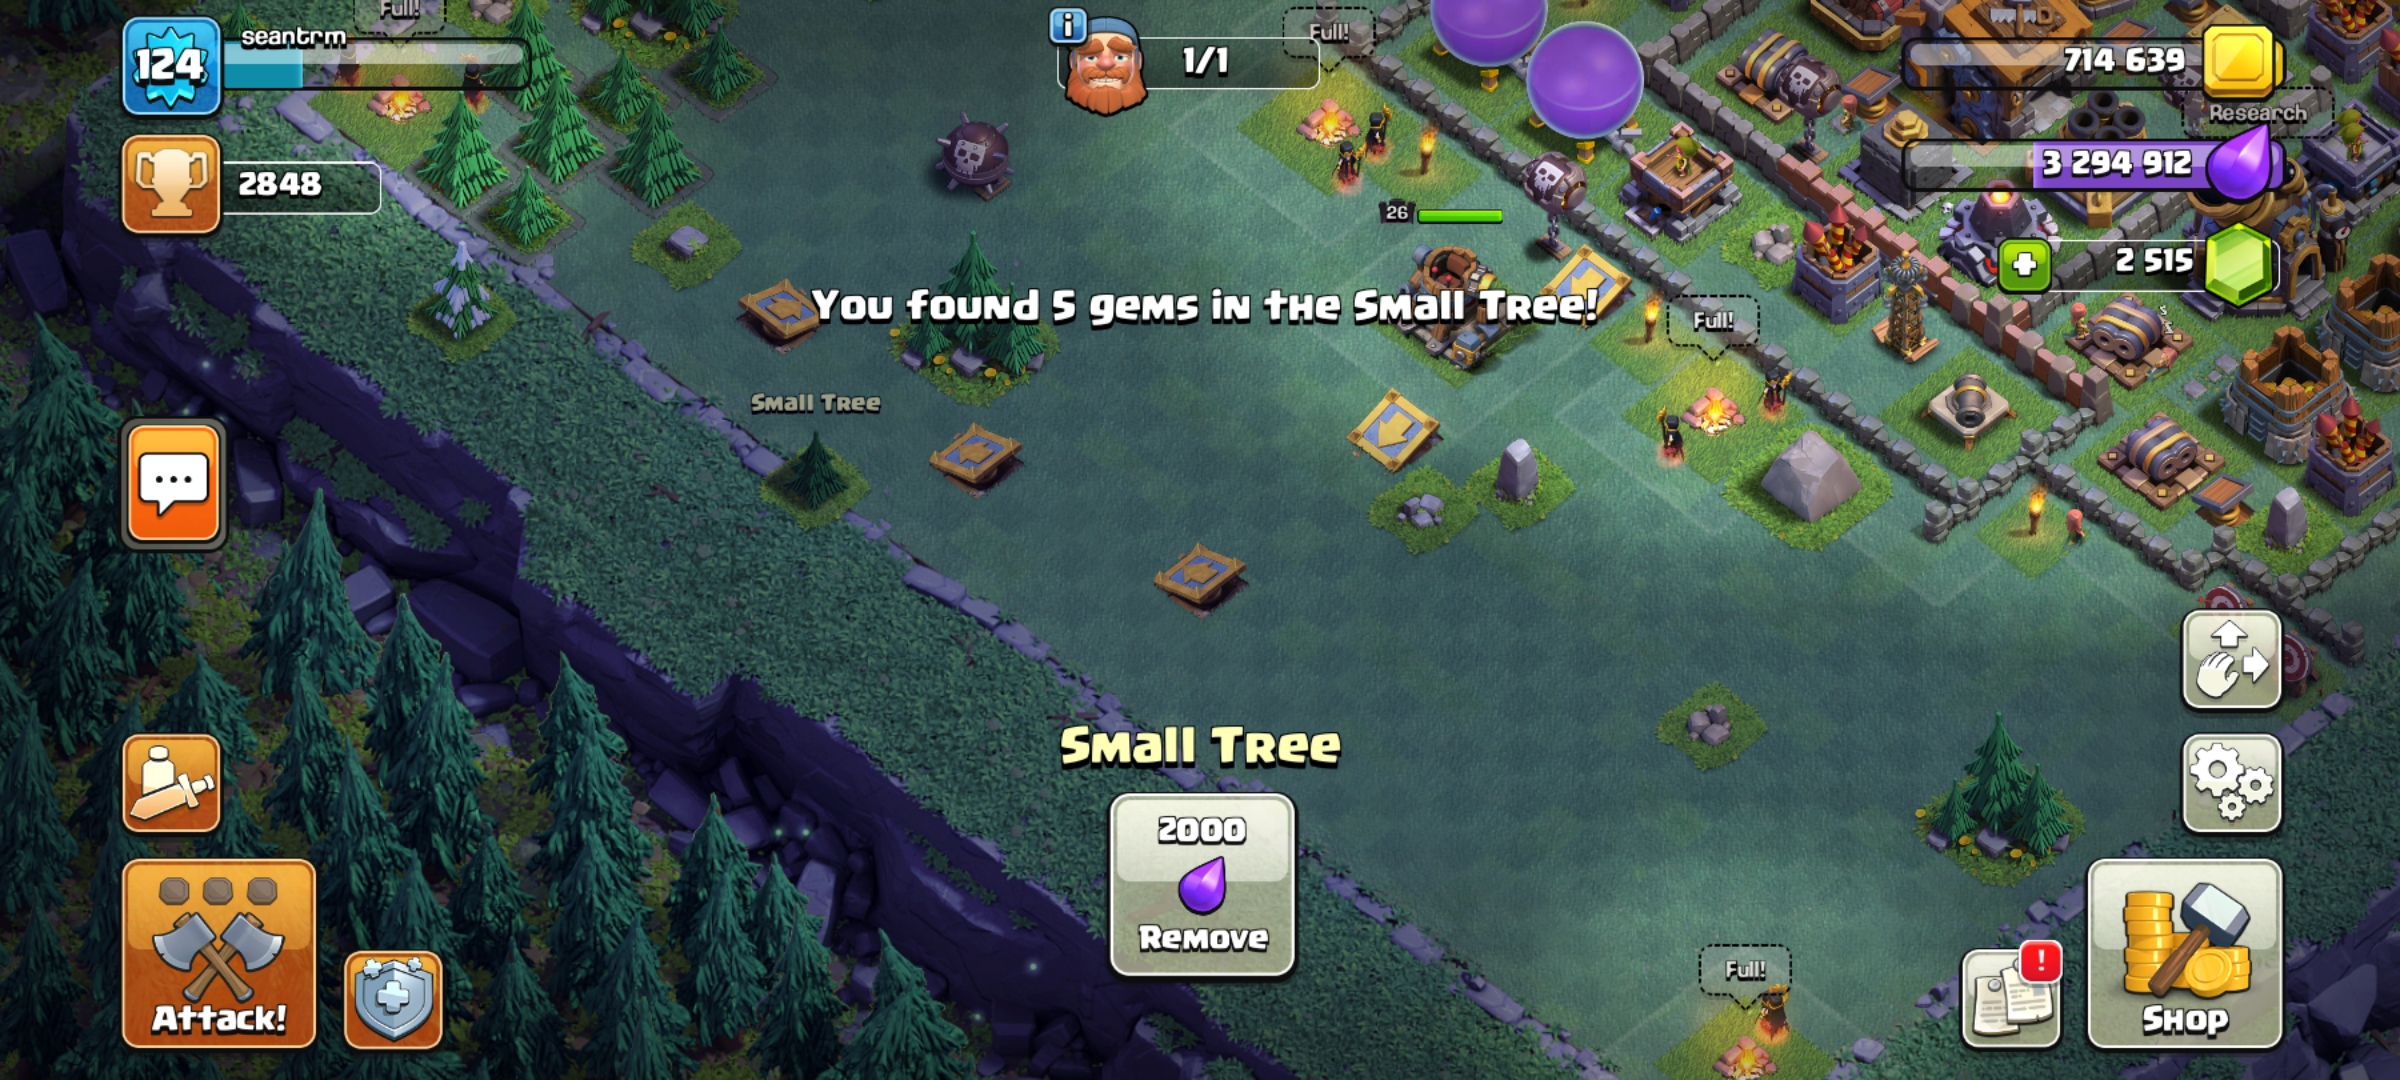 Full!
seantrm
124
2848
i
1/1
Full!
714 639
Research
3 294 912
2 515
26
You found 5 gems in the Small Tree!
Full!
Small Tree
Small Tree
2000
Remove
Full!
Attack!
!
Shop